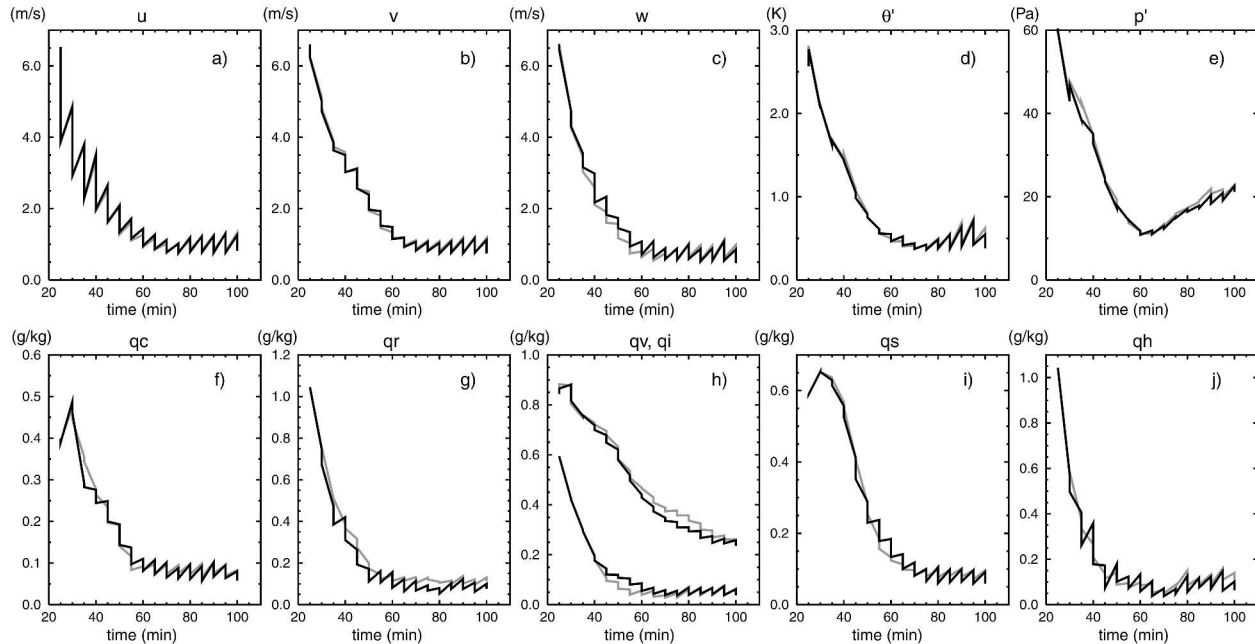 (m/s) u
a)
6.0
4.0
2.0
0.0
20 40 60 80 100
time (min)
(m/s) v
b)
6.0
4.0
2.0
0.0
20 40 60 80 100
time (min)
(m/s) w
c)
6.0
4.0
2.0
0.0
20 40 60 80 100
time (min)
(K) θ'
d)
3.0
2.0
1.0
0.0
20 40 60 80 100
time (min)
(Pa) p'
e)
60
40
20
0
20 40 60 80 100
time (min)
(g/kg) qc
f)
0.6
0.5
0.4
0.3
0.2
0.1
0.0
20 40 60 80 100
time (min)
(g/kg) qr
g)
1.2
1.0
0.8
0.6
0.4
0.2
0.0
20 40 60 80 100
time (min)
(g/kg) qv, qi
h)
1.0
0.8
0.6
0.4
0.2
0.0
20 40 60 80 100
time (min)
(g/kg) qs
i)
0.6
0.4
0.2
0.0
20 40 60 80 100
time (min)
(g/kg) qh
j)
1.0
0.8
0.6
0.4
0.2
0.0
20 40 60 80 100
time (min)